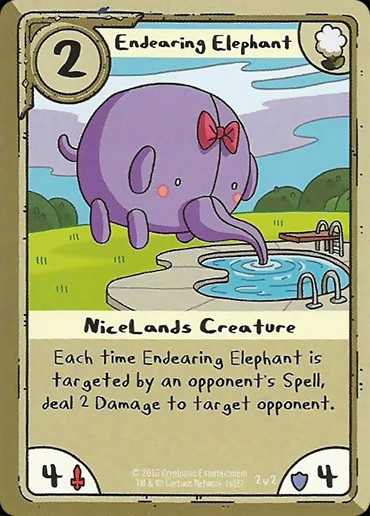 2
Endearing Elephant
NiceLands Creature
Each time Endearing Elephant is
targeted by an opponent's Spell,
deal 2 Damage to target opponent.
4
© 2016 Cryptozoic Entertainment
TM & © Cartoon Network.
2v2
4